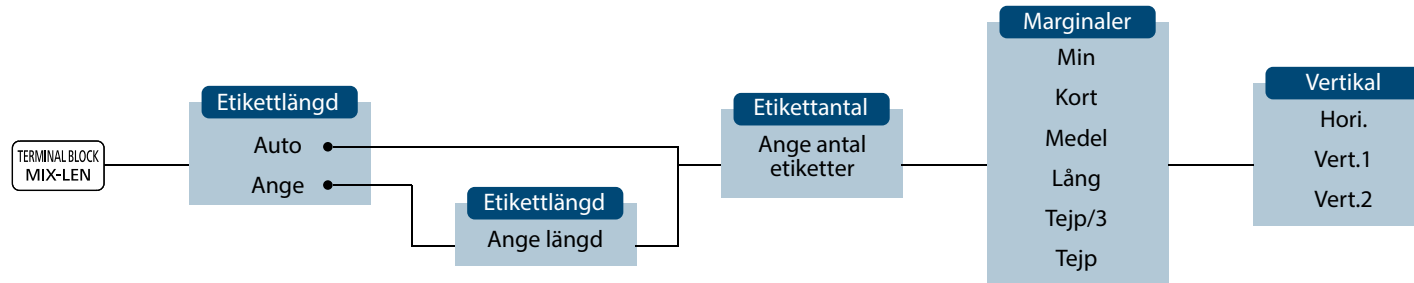 TERMINAL BLOCK
MIX-LEN
Etikettlängd
Auto
Ange
Etikettlängd
Ange längd
Etikettantal
Ange antal
etiketter
Marginaler
Min
Kort
Medel
Lång
Tejp/3
Tejp
Vertikal
Hori.
Vert.1
Vert.2